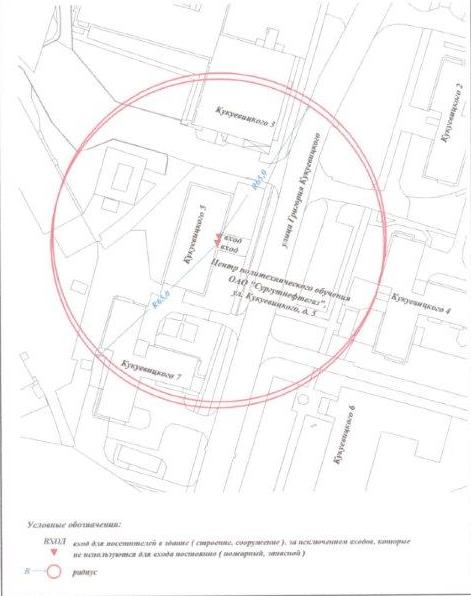 Кукуевицкого 2
Кукуевицкого 3
улица Григория Кукуевицкого
R65,0
Кукуевицкого 5
вход
вход
Центр политехнического обучения
ОАО "Сургутнефтегаз",
ул. Кукуевицкого, д. 5
R65,0
Кукуевицкого 4
Кукуевицкого 7
Кукуевицкого 6
Условные обозначения:
ВХОД вход для посетителей в здание ( строение, сооружение ), за исключением входов, которые
не используются для входа постоянно ( пожарный, запасной )
R радиус